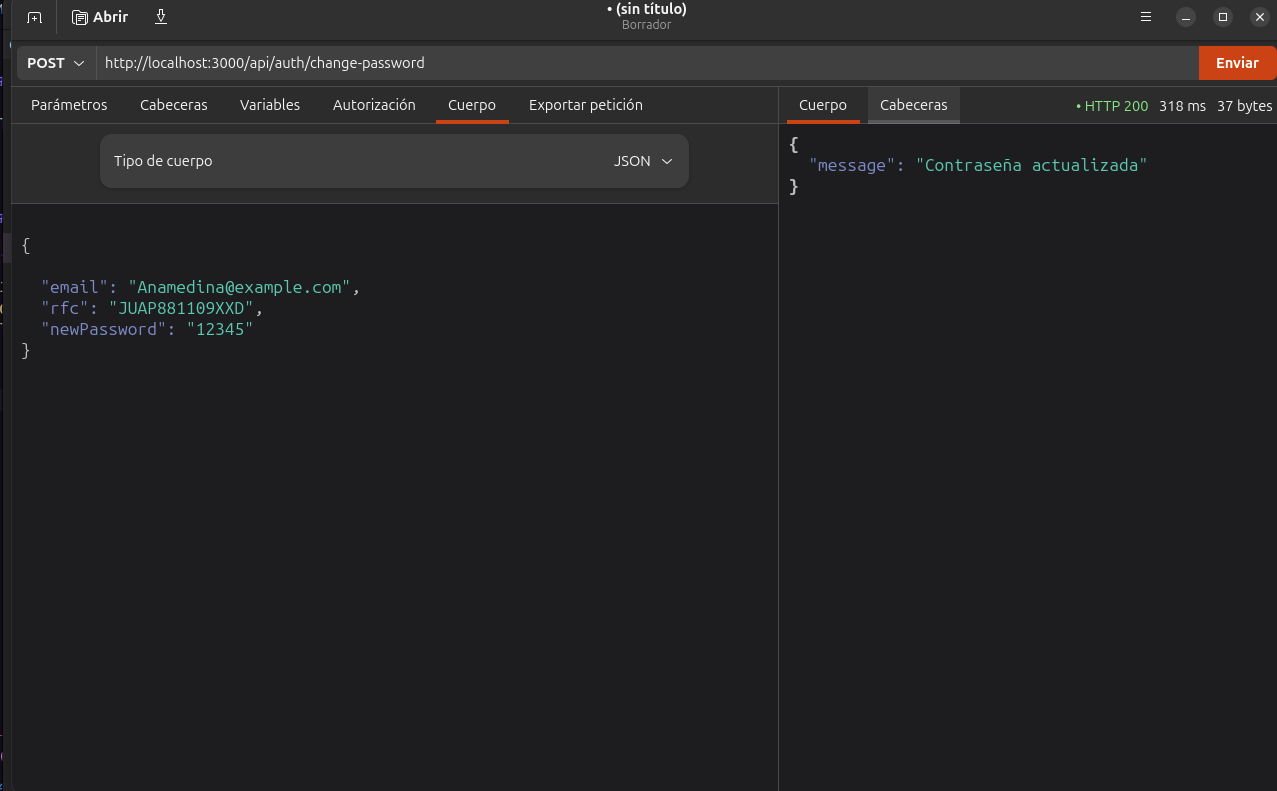 Abrir
• (sin título)
Borrador
POST
http://localhost:3000/api/auth/change-password
Enviar
Parámetros Cabeceras Variables Autorización Cuerpo Exportar petición
Cuerpo Cabeceras
• HTTP 200 318 ms 37 bytes
Tipo de cuerpo
JSON
{
"email": "Anamedina@example.com",
"rfc": "JUAP881109XXD",
"newPassword": "12345"
}
{
"message": "Contraseña actualizada"
}